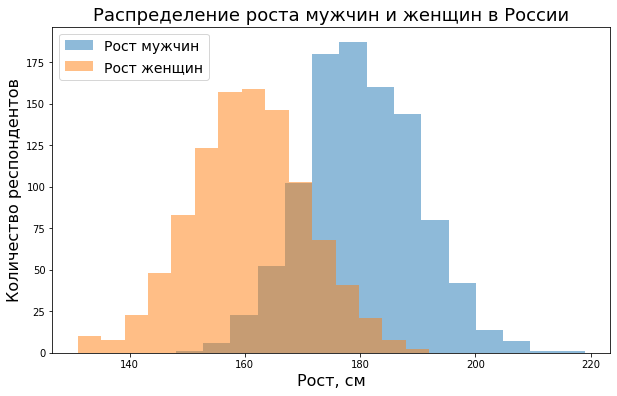 Распределение роста мужчин и женщин в России
Рост мужчин
Рост женщин
Количество респондентов
175
150
125
100
75
50
25
0
140
160
180
200
220
Рост, см